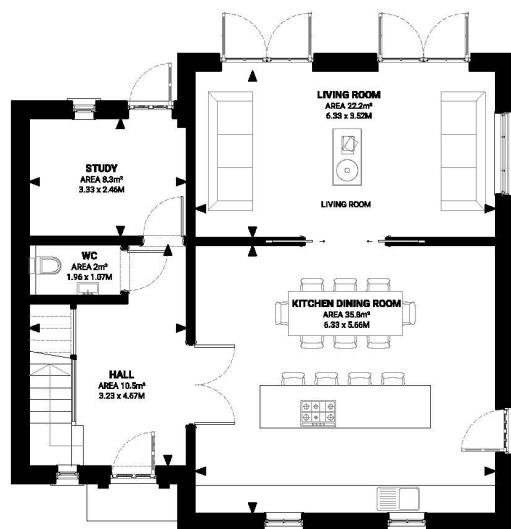 LIVING ROOM
AREA 22.2m²
6.33 x 3.52M
LIVING ROOM
STUDY
AREA 8.3m²
3.33 x 2.46M
WC
AREA 2m²
1.96 x 1.07M
KITCHEN DINING ROOM
AREA 35.8m²
6.33 x 5.66M
HALL
AREA 10.5m²
3.23 x 4.67M